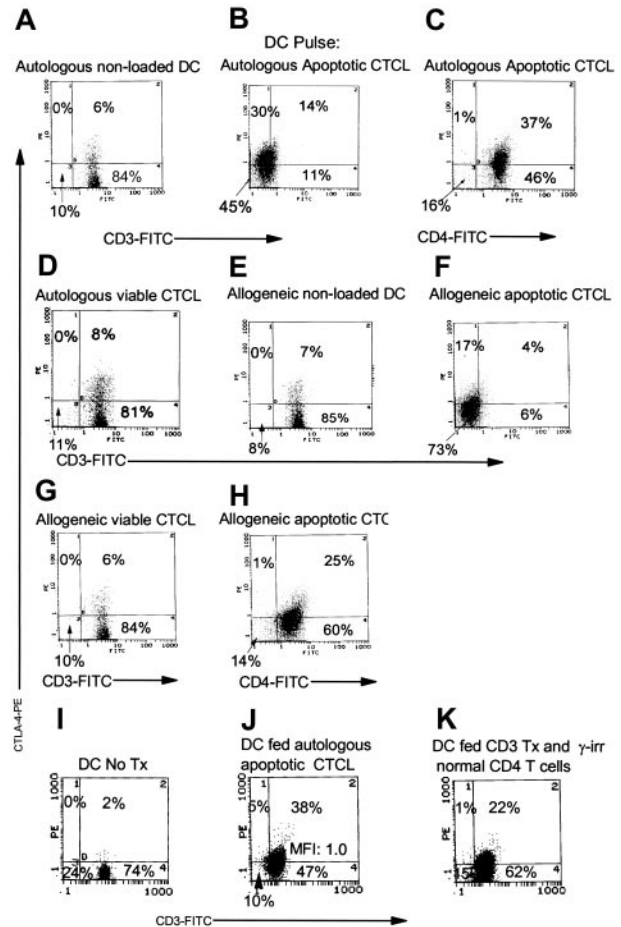 A B C
DC Pulse:
Autologous non-loaded DC Autologous Apoptotic CTCL Autologous Apoptotic CTCL
0% 6% 30% 14% 1% 37%
84% 11% 46%
10% 45% 16%
CD3-FITC CD4-FITC
D E F
Autologous viable CTCL Allogeneic non-loaded DC Allogeneic apoptotic CTCL
0% 8% 0% 7% 17% 4%
81% 85% 6%
11% 8% 73%
CD3-FITC
G H
Allogeneic viable CTCL Allogeneic apoptotic CTC
0% 6% 1% 25%
84% 60%
10% 14%
CD3-FITC CD4-FITC
CTLA-4-PE
I J K
DC No Tx DC fed autologous apoptotic CTCL DC fed CD3 Tx and γ-irr normal CD4 T cells
0% 2% 5% 38% 1% 22%
MFI: 1.0
24% 74% 47% 62%
10%
CD3-FITC